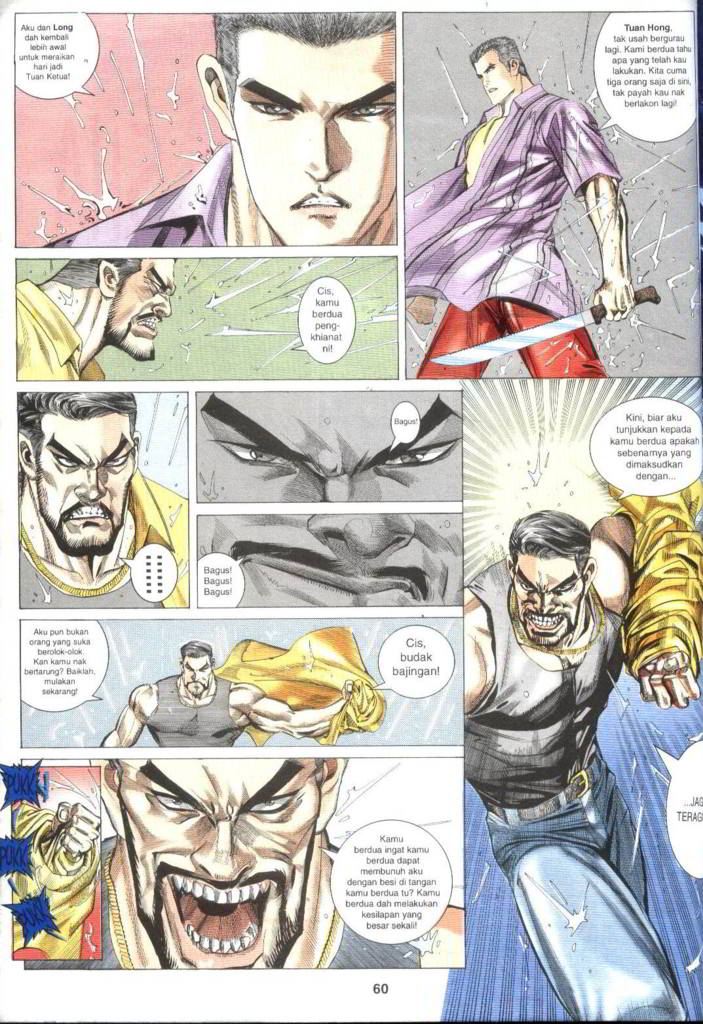 Aku dan Long
dah kembali
lebih awal
untuk meraikan
hari jadi
Tuan Ketua!
Tuan Hong,
tak usah bergurau
lagi. Kami berdua tahu
apa yang telah kau
lakukan. Kita cuma
tiga orang saja di sini,
tak payah kau nak
berlakon lagi!
Cis,
kamu
berdua
peng-
khianat
ni!
Bagus!
Bagus!
Bagus!
Bagus!
Kini, biar aku
tunjukkan kepada
kamu berdua apakah
sebenarnya yang
dimaksudkan
dengan...
Aku pun bukan
orang yang suka
berolok-olok.
Kan kamu nak
bertarung? Baiklah,
mulakan
sekarang!
Cis,
budak
bajingan!
...JAG
TERAG
PUKK!
PUKK!
PUKK!
Kamu
berdua ingat kamu
berdua dapat
membunuh aku
dengan besi di tangan
kamu berdua tu? Kamu
berdua dah melakukan
kesilapan yang
besar sekali!
60